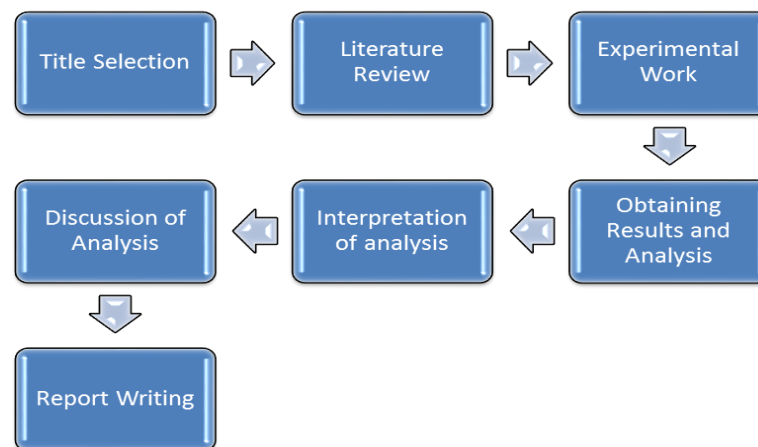 Title Selection
Literature
Review
Experimental
Work
Obtaining
Results and
Analysis
Interpretation
of analysis
Discussion of
Analysis
Report Writing